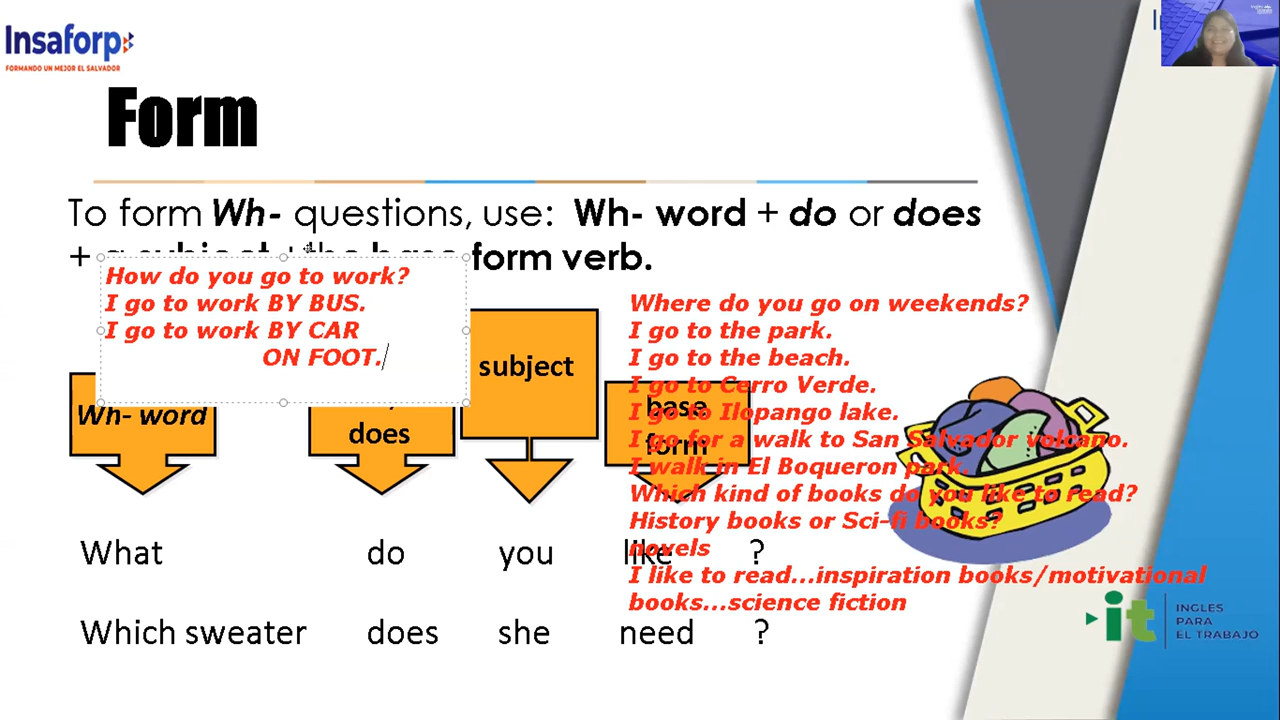 Insaforp
FORMANDO UN MEJOR EL SALVADOR
Form
To form Wh- questions, use: Wh- word + do or does
+ a subject + the base form verb.
How do you go to work?
I go to work BY BUS.
I go to work BY CAR
ON FOOT.
Wh- word
does
subject
base
form
Where do you go on weekends?
I go to the park.
I go to the beach.
I go to Cerro Verde.
I go to Ilopango lake.
I go for a walk to San Salvador volcano.
I walk in El Boqueron park.
Which kind of books do you like to read?
History books or Sci-fi books?
novels
I like to read...inspiration books/motivational
books...science fiction
What do you like ?
Which sweater does she need ?
it
INGLES
PARA
EL TRABAJO